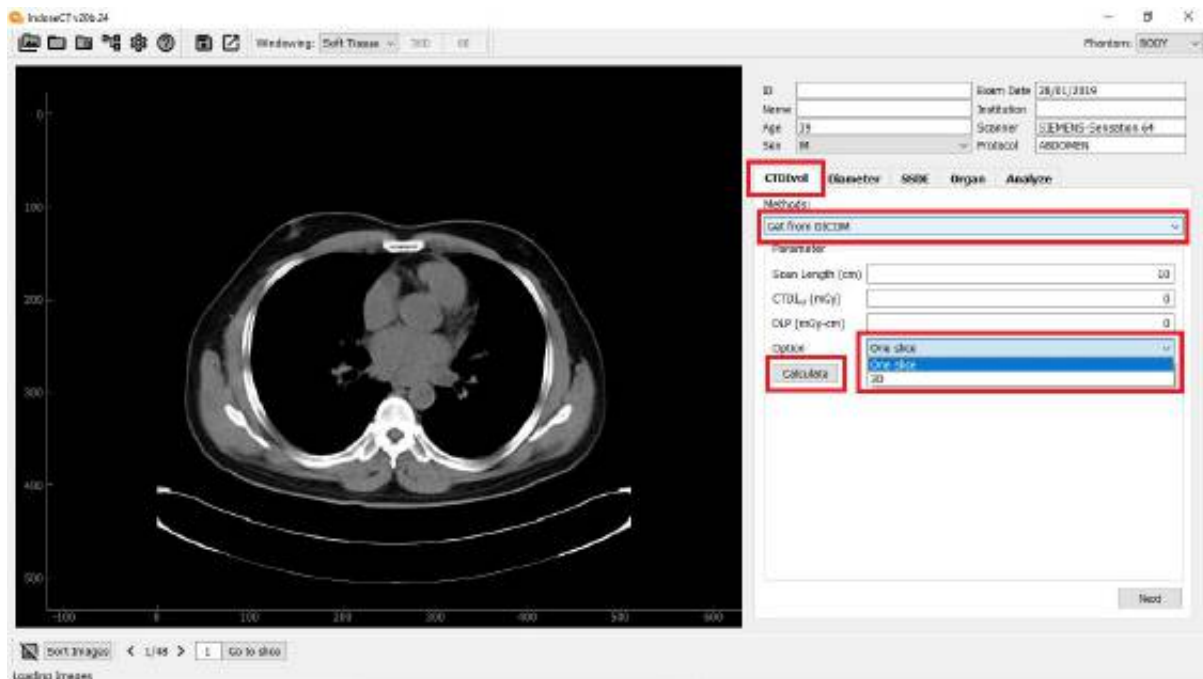 IndoseCT v20b.24
Windowing: Soft Tissue
Phantom: BODY
ID
Exam Date 28/01/2019
Name
Institution
Age 39
Scanner SIEMENS-Sensation 64
Sex M
Protocol ABDOMEN
CTDIvol Diameter SSDE Organ Analyze
Methods:
Get from DICOM
Parameter
Scan Length (cm) 10
CTDIvol (mGy) 0
DLP (mGy-cm) 0
Option One slice
One slice
3D
Calculate
0
100
200
300
400
500
-100 0 100 200 300 400 500 600
Next
Sort Images < 1/48 > 1 Go to slice
Loading Images